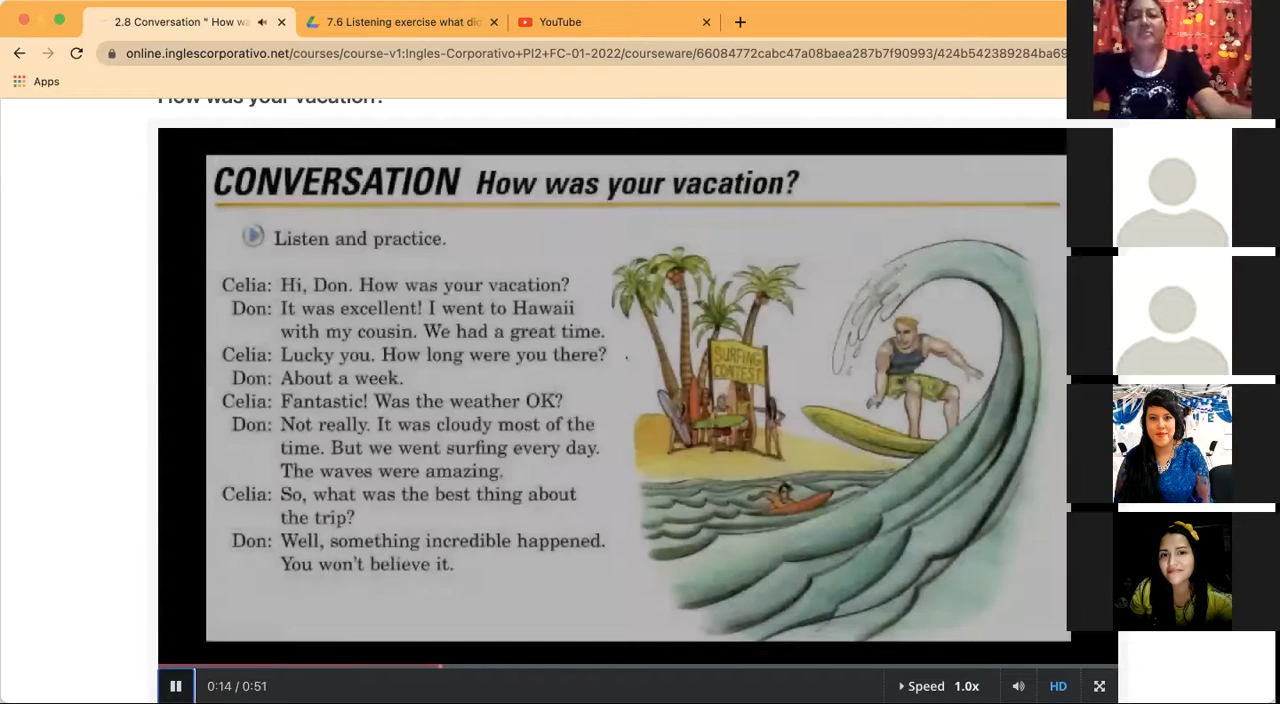 2.8 Conversation " How wa
7.6 Listening exercise what di
YouTube
online.inglescorporativo.net/courses/course-v1:Ingles-Corporativo+PI2+FC-01-2022/courseware/66084772cabc47a08baea287b7f90993/424b542389284ba69
Apps
How was your vacation?
CONVERSATION How was your vacation?
Listen and practice.
Celia: Hi, Don. How was your vacation?
Don: It was excellent! I went to Hawaii
with my cousin. We had a great time.
Celia: Lucky you. How long were you there?
Don: About a week.
Celia: Fantastic! Was the weather OK?
Don: Not really. It was cloudy most of the
time. But we went surfing every day.
The waves were amazing.
Celia: So, what was the best thing about
the trip?
Don: Well, something incredible happened.
You won't believe it.
SURFING
CONTEST
0:14 / 0:51
Speed 1.0x
HD